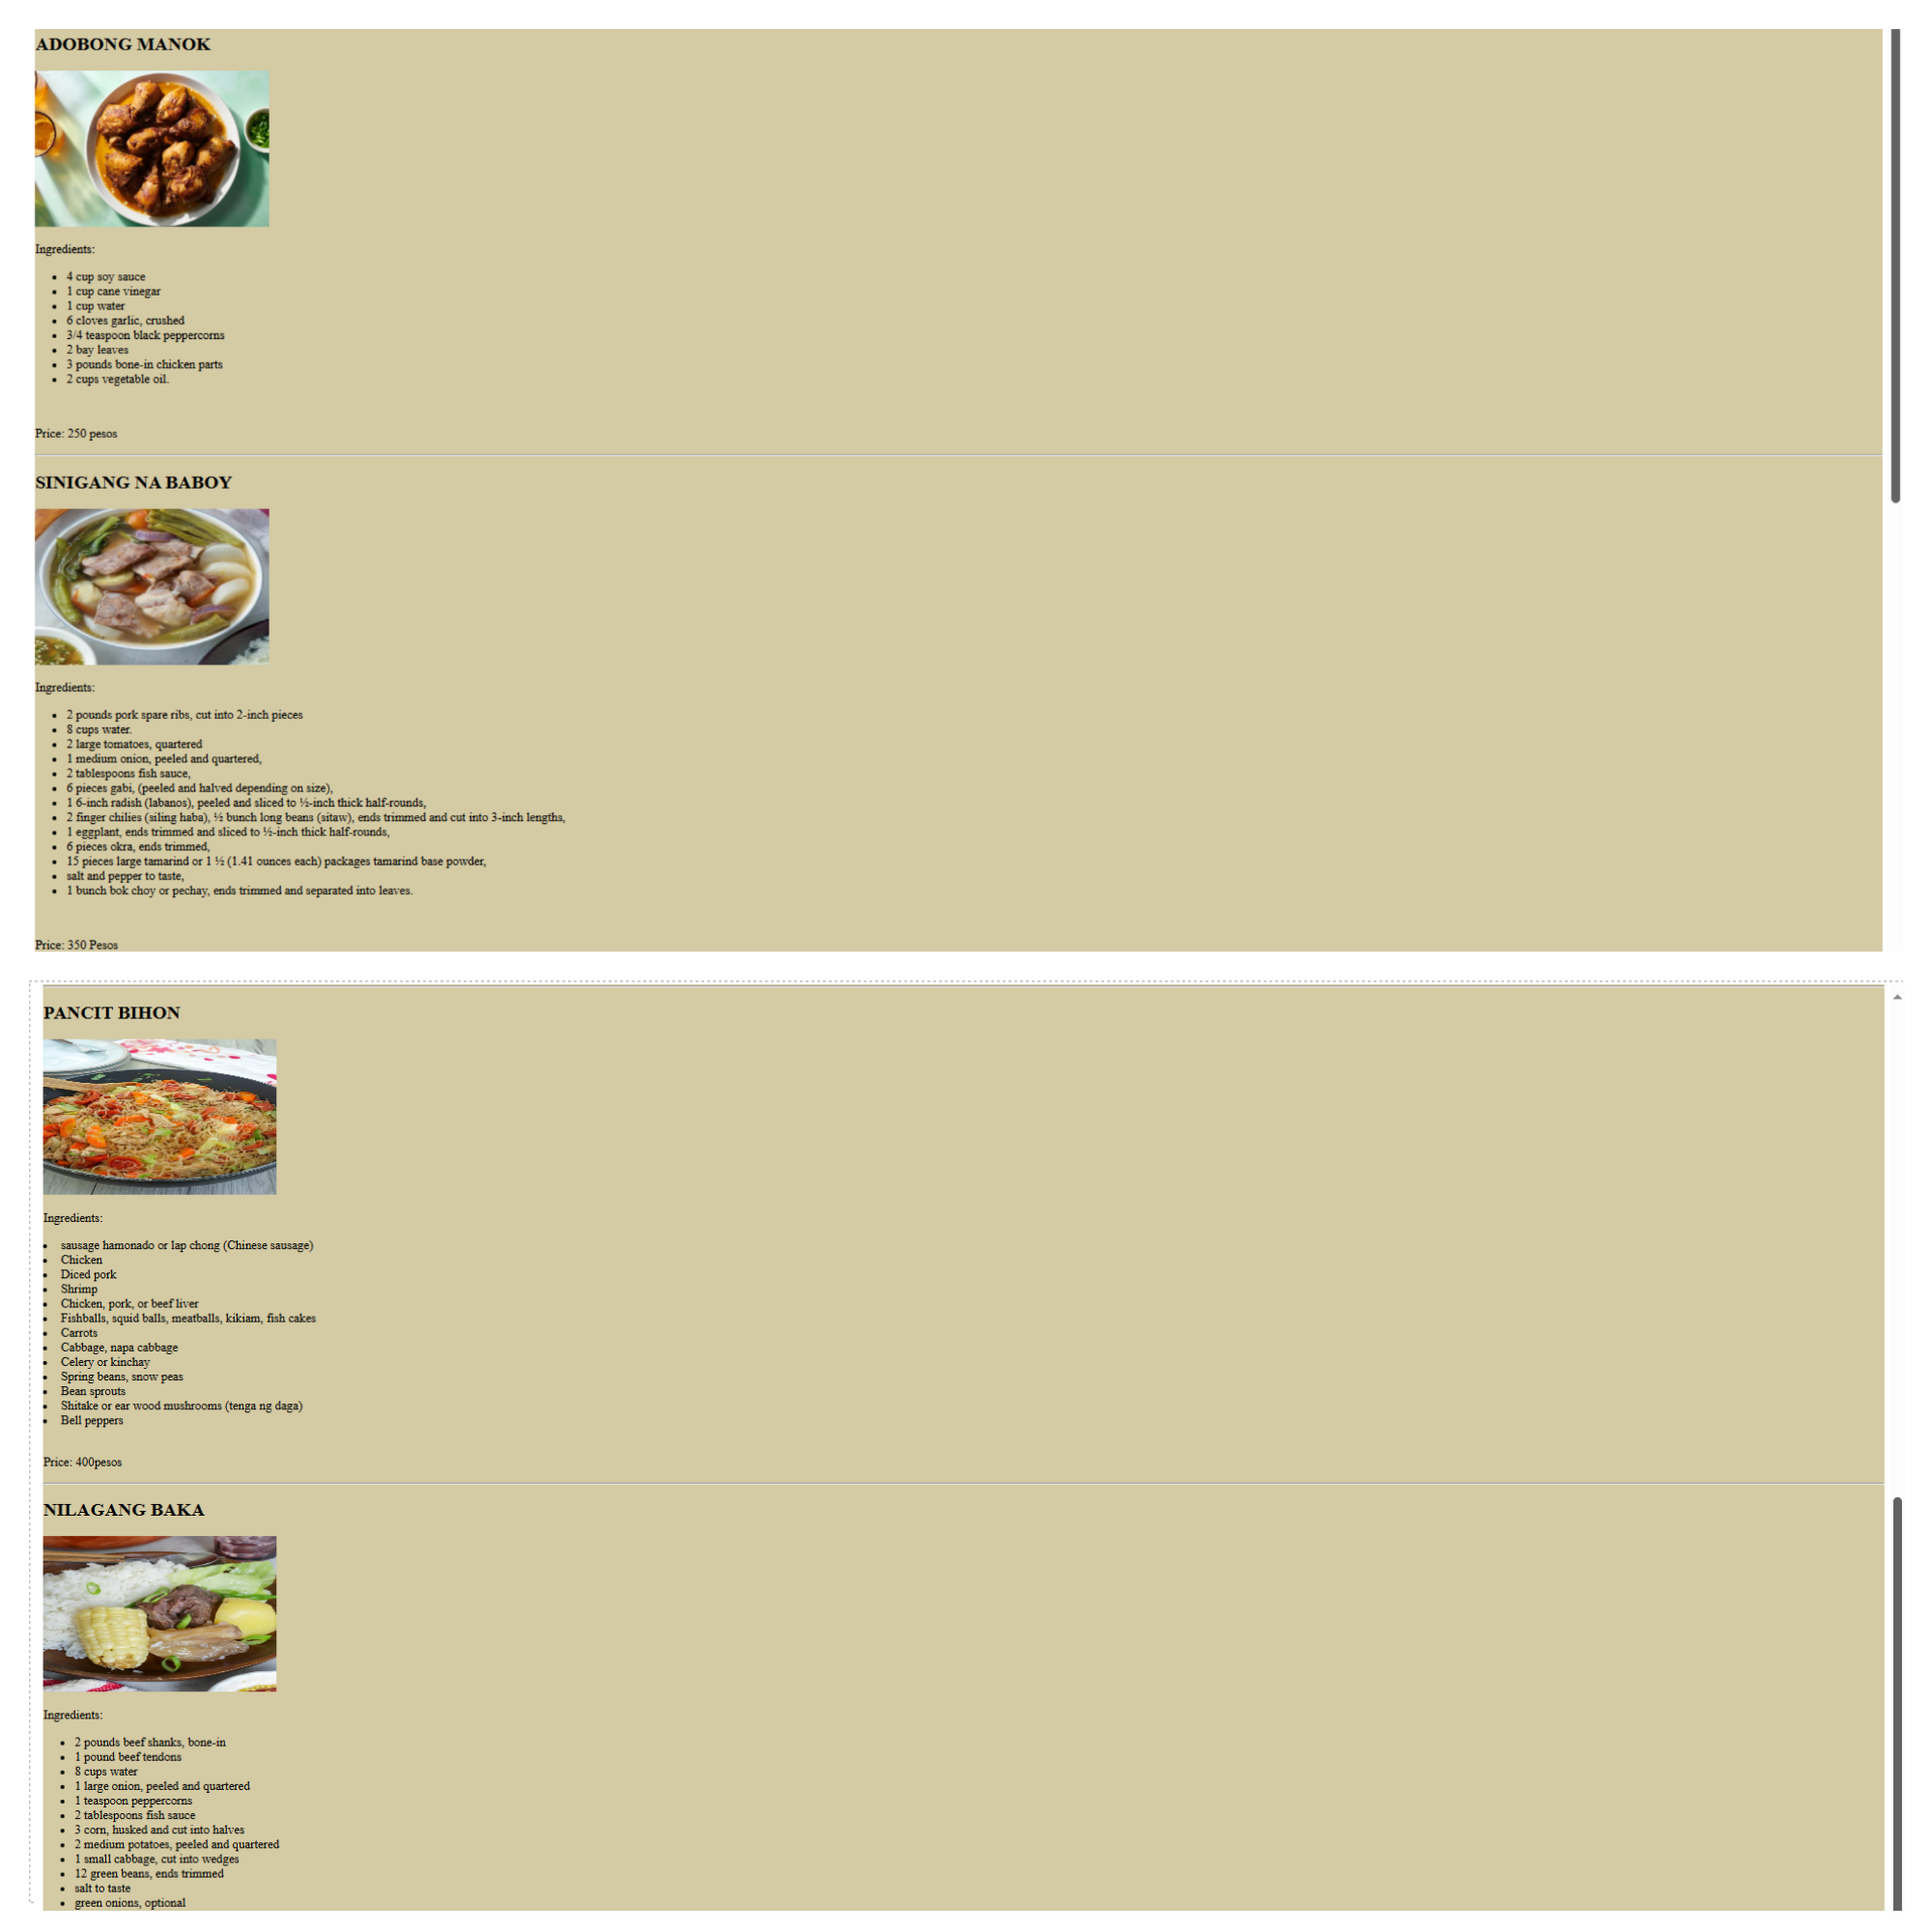 ADOBONG MANOK
Ingredients:
4 cup soy sauce
1 cup cane vinegar
1 cup water
6 cloves garlic, crushed
3/4 teaspoon black peppercorns
2 bay leaves
3 pounds bone-in chicken parts
2 cups vegetable oil.
Price: 250 pesos
SINIGANG NA BABOY
Ingredients:
2 pounds pork spare ribs, cut into 2-inch pieces
8 cups water.
2 large tomatoes, quartered
1 medium onion, peeled and quartered,
2 tablespoons fish sauce,
6 pieces gabi, (peeled and halved depending on size),
1 6-inch radish (labanos), peeled and sliced to ½-inch thick half-rounds,
2 finger chilies (siling haba), ½ bunch long beans (sitaw), ends trimmed and cut into 3-inch lengths,
1 eggplant, ends trimmed and sliced to ½-inch thick half-rounds,
6 pieces okra, ends trimmed,
15 pieces large tamarind or 1 ½ (1.41 ounces each) packages tamarind base powder,
salt and pepper to taste,
1 bunch bok choy or pechay, ends trimmed and separated into leaves.
Price: 350 Pesos
PANCIT BIHON
Ingredients:
sausage hamonado or lap chong (Chinese sausage)
Chicken
Diced pork
Shrimp
Chicken, pork, or beef liver
Fishballs, squid balls, meatballs, kikiam, fish cakes
Carrots
Cabbage, napa cabbage
Celery or kinchay
Spring beans, snow peas
Bean sprouts
Shitake or ear wood mushrooms (tenga ng daga)
Bell peppers
Price: 400pesos
NILAGANG BAKA
Ingredients:
2 pounds beef shanks, bone-in
1 pound beef tendons
8 cups water
1 large onion, peeled and quartered
1 teaspoon peppercorns
2 tablespoons fish sauce
3 corn, husked and cut into halves
2 medium potatoes, peeled and quartered
1 small cabbage, cut into wedges
12 green beans, ends trimmed
salt to taste
green onions, optional